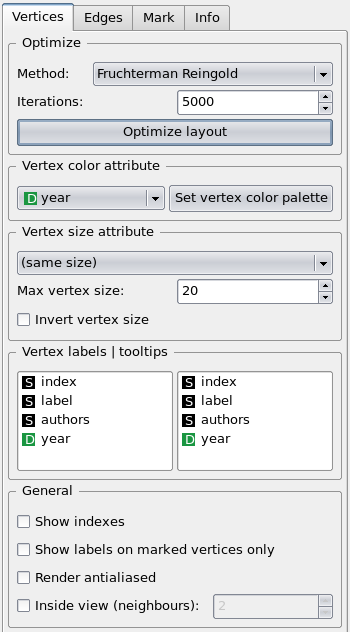 Vertices Edges Mark Info
Optimize
Method: Fruchterman Reingold
Iterations: 5000
Optimize layout
Vertex color attribute
D year Set vertex color palette
Vertex size attribute
(same size)
Max vertex size: 20
Invert vertex size
Vertex labels | tooltips
S index S index
S label S label
S authors S authors
D year D year
General
Show indexes
Show labels on marked vertices only
Render antialiased
Inside view (neighbours): 2